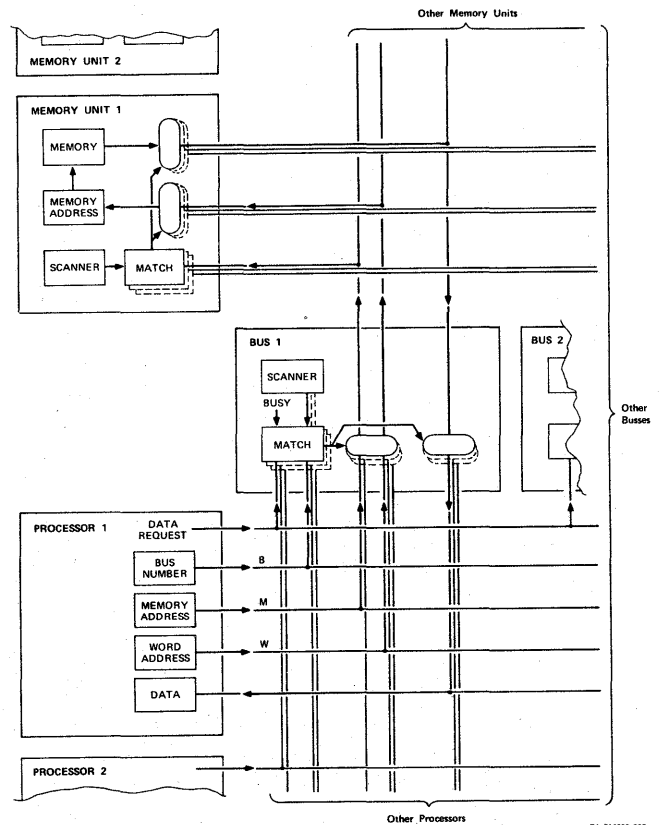 Other Memory Units
MEMORY UNIT 2
MEMORY UNIT 1
MEMORY
MEMORY
ADDRESS
SCANNER
MATCH
BUS 1
BUS 2
SCANNER
BUSY
MATCH
Other
Busses
PROCESSOR 1
DATA
REQUEST
BUS
NUMBER
B
MEMORY
ADDRESS
M
WORD
ADDRESS
W
DATA
PROCESSOR 2
Other Processors